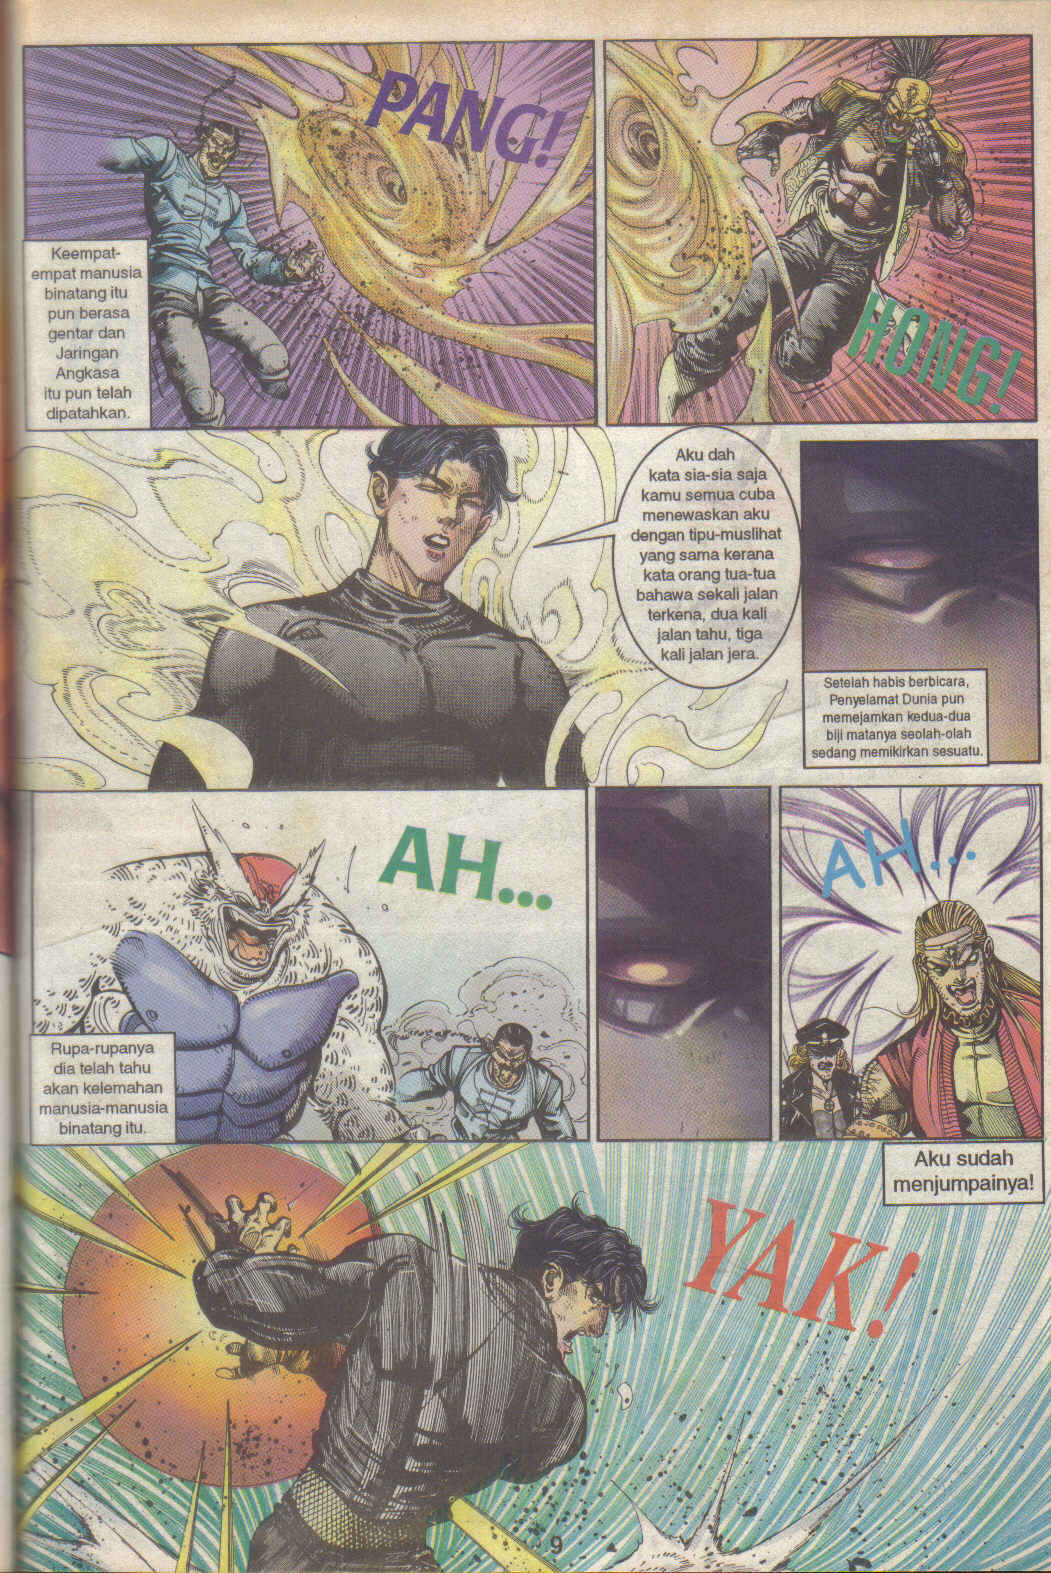 PANG!
Keempat-
empat manusia
binatang itu
pun berasa
gentar dan
Jaringan
Angkasa
itu pun telah
dipatahkan.
HONG!
Aku dah
kata sia-sia saja
kamu semua cuba
menewaskan aku
dengan tipu-muslihat
yang sama kerana
kata orang tua-tua
bahawa sekali jalan
terkena, dua kali
jalan tahu, tiga
kali jalan jera.
Setelah habis berbicara,
Penyelamat Dunia pun
memejamkan kedua-dua
biji matanya seolah-olah
sedang memikirkan sesuatu.
AH...
Rupa-rupanya
dia telah tahu
akan kelemahan
manusia-manusia
binatang itu.
AH...
Aku sudah
menjumpainya!
YAK!
9